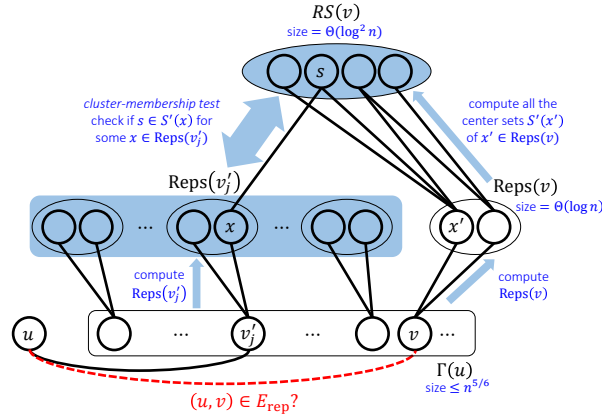 RS(v)
size = Θ(log² n)
s
cluster-membership test
check if s ∈ S′(x) for
some x ∈ Reps(v′ⱼ)
compute all the
center sets S′(x′)
of x′ ∈ Reps(v)
Reps(v′ⱼ)
Reps(v)
size = Θ(log n)
...
x
...
x′
compute
Reps(v′ⱼ)
compute
Reps(v)
u
...
v′ⱼ
...
v
...
Γ(u)
size ≤ n^{5/6}
(u, v) ∈ E_rep?